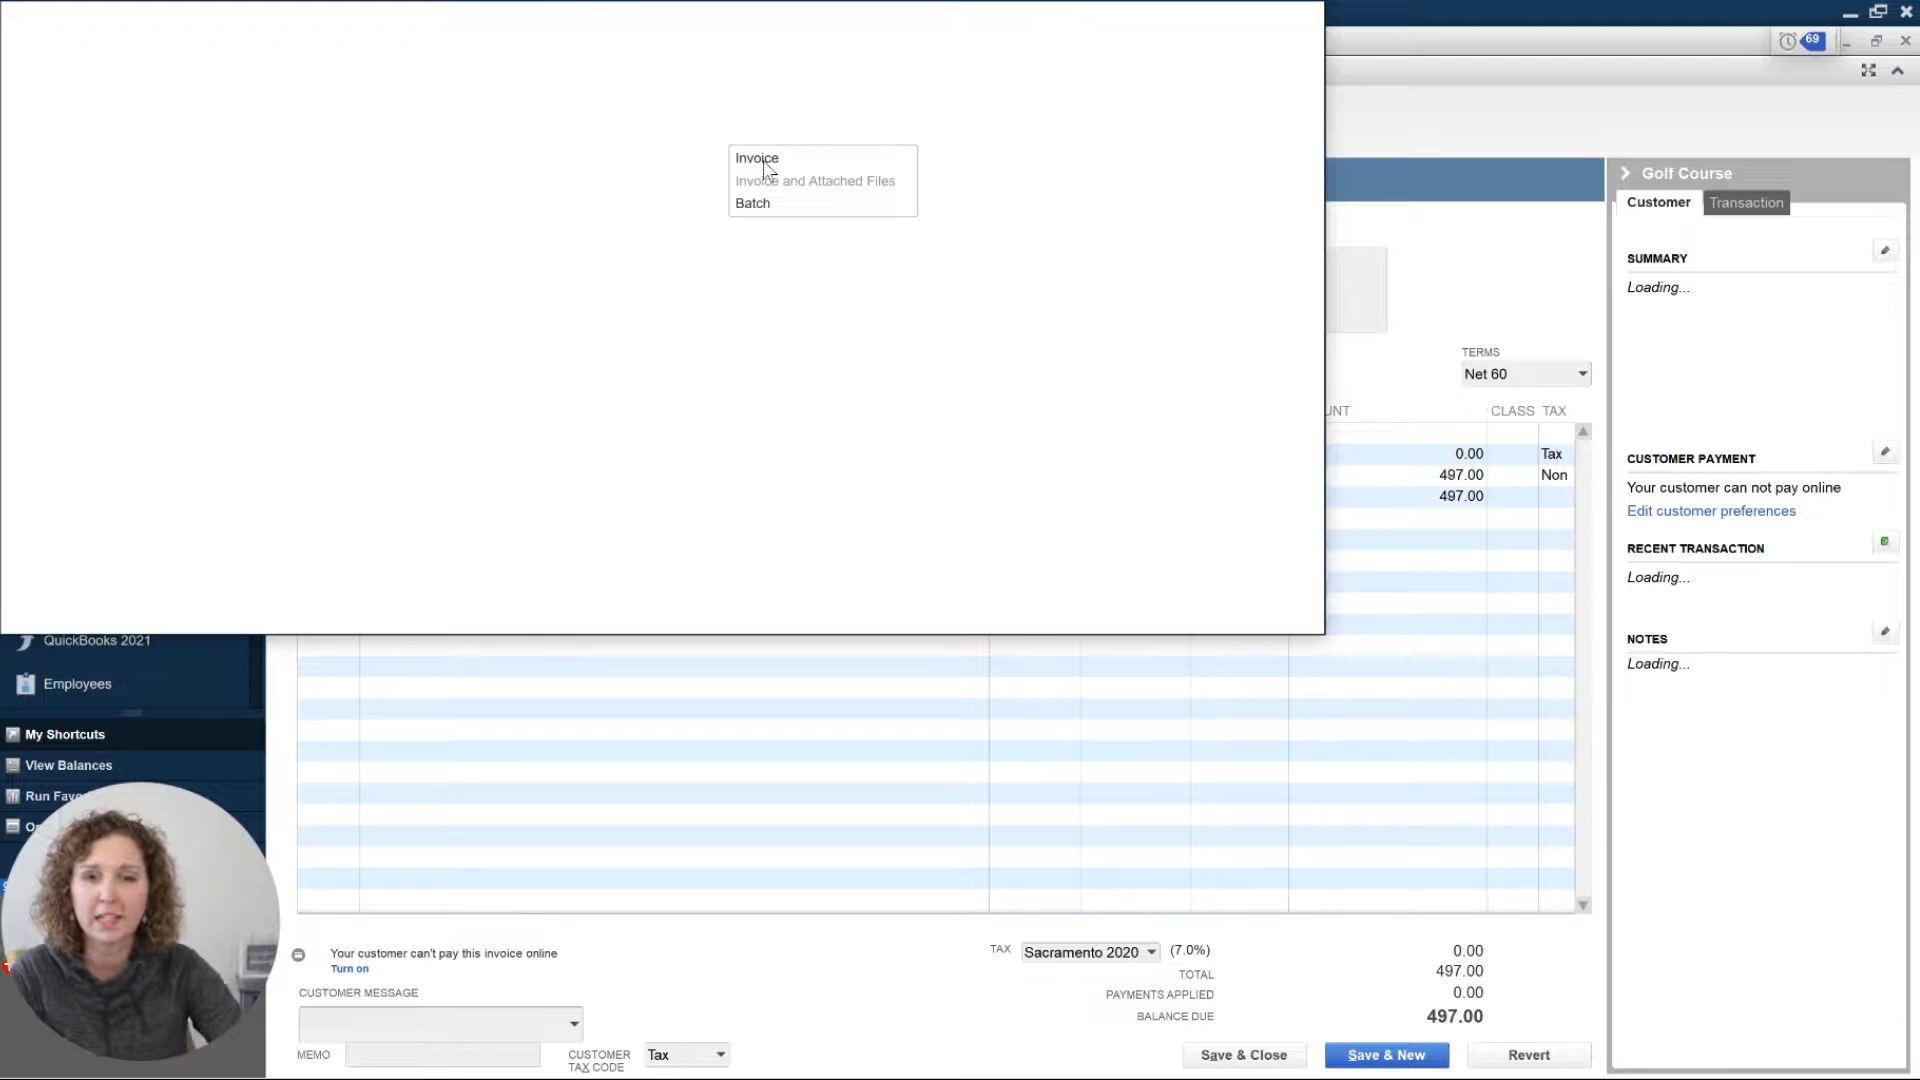 69
Invoice
Invoice and Attached Files
Batch
Golf Course
Customer Transaction
SUMMARY
Loading...
TERMS
Net 60
UNT CLASS TAX
0.00 Tax
497.00 Non
497.00
CUSTOMER PAYMENT
Your customer can not pay online
Edit customer preferences
RECENT TRANSACTION
Loading...
NOTES
Loading...
QuickBooks 2021
Employees
My Shortcuts
View Balances
Run Fav
Your customer can't pay this invoice online
Turn on
CUSTOMER MESSAGE
MEMO
CUSTOMER
TAX CODE
Tax
TAX Sacramento 2020 (7.0%) 0.00
TOTAL 497.00
PAYMENTS APPLIED 0.00
BALANCE DUE 497.00
Save & Close Save & New Revert